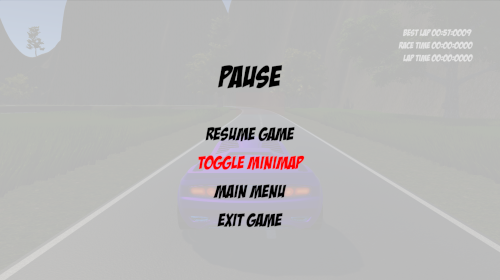 BEST LAP 00:57:0009
RACE TIME 00:00:0000
LAP TIME 00:00:0000
PAUSE
RESUME GAME
TOGGLE MINIMAP
MAIN MENU
EXIT GAME